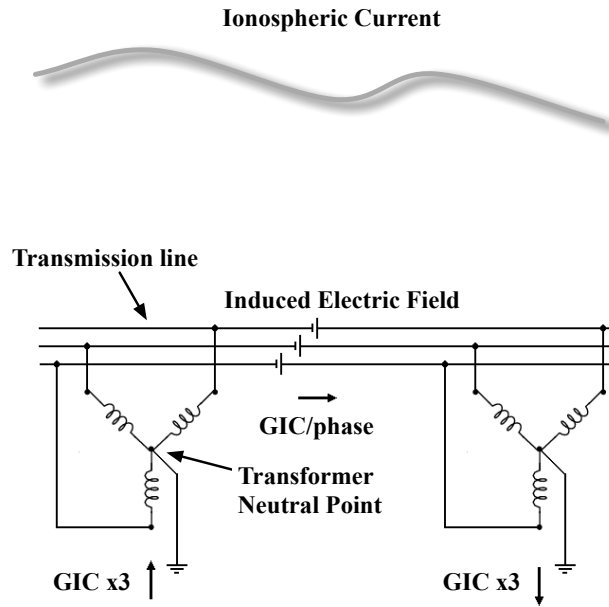 Ionospheric Current
Transmission line
Induced Electric Field
GIC/phase
Transformer
Neutral Point
GIC x3
GIC x3